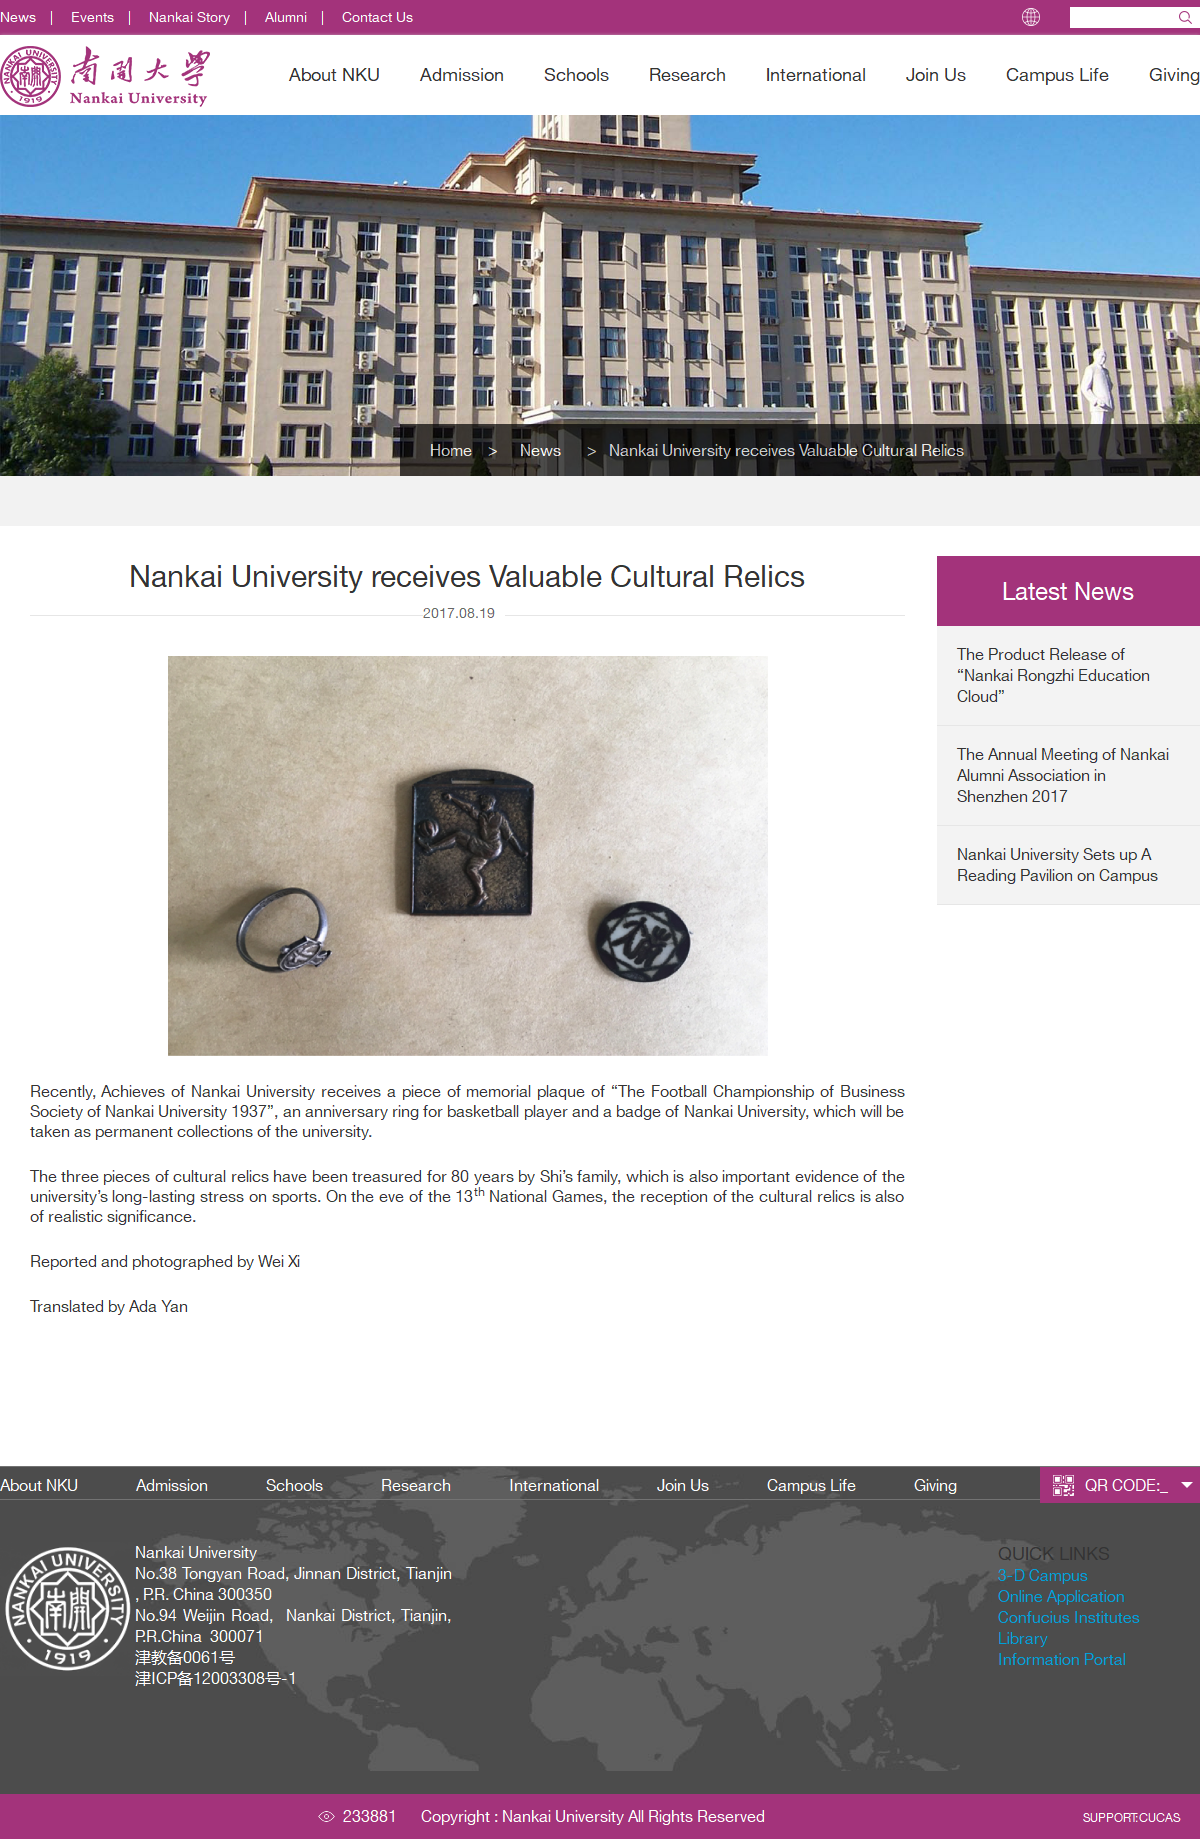 News | Events | Nankai Story | Alumni | Contact Us
NANKAI UNIVERSITY
1919
南開大學
Nankai University
About NKU Admission Schools Research International Join Us Campus Life Giving
Home > News > Nankai University receives Valuable Cultural Relics
Nankai University receives Valuable Cultural Relics
2017.08.19
Latest News
The Product Release of
“Nankai Rongzhi Education
Cloud”
The Annual Meeting of Nankai
Alumni Association in
Shenzhen 2017
Nankai University Sets up A
Reading Pavilion on Campus
Recently, Achieves of Nankai University receives a piece of memorial plaque of “The Football Championship of Business
Society of Nankai University 1937”, an anniversary ring for basketball player and a badge of Nankai University, which will be
taken as permanent collections of the university.
The three pieces of cultural relics have been treasured for 80 years by Shi’s family, which is also important evidence of the
university’s long-lasting stress on sports. On the eve of the 13th National Games, the reception of the cultural relics is also
of realistic significance.
Reported and photographed by Wei Xi
Translated by Ada Yan
About NKU Admission Schools Research International Join Us Campus Life Giving QR CODE:_
NANKAI UNIVERSITY
南開
1919
Nankai University
No.38 Tongyan Road, Jinnan District, Tianjin
, P.R. China 300350
No.94 Weijin Road, Nankai District, Tianjin,
P.R.China 300071
津教备0061号
津ICP备12003308号-1
QUICK LINKS
3-D Campus
Online Application
Confucius Institutes
Library
Information Portal
233881 Copyright : Nankai University All Rights Reserved SUPPORT:CUCAS